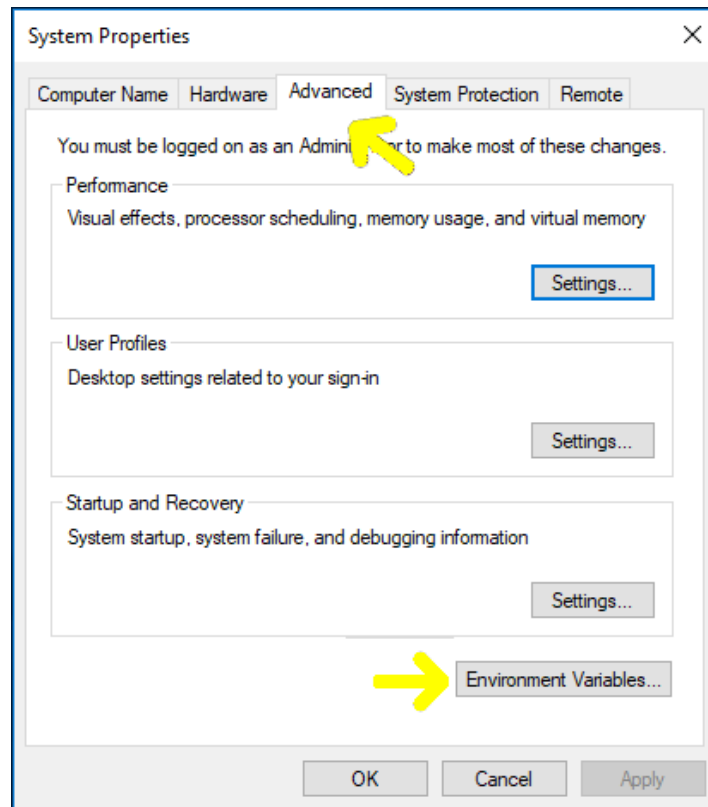 System Properties
Computer Name Hardware Advanced System Protection Remote
You must be logged on as an Admini or to make most of these changes.
Performance
Visual effects, processor scheduling, memory usage, and virtual memory
Settings...
User Profiles
Desktop settings related to your sign-in
Settings...
Startup and Recovery
System startup, system failure, and debugging information
Settings...
Environment Variables...
OK Cancel Apply